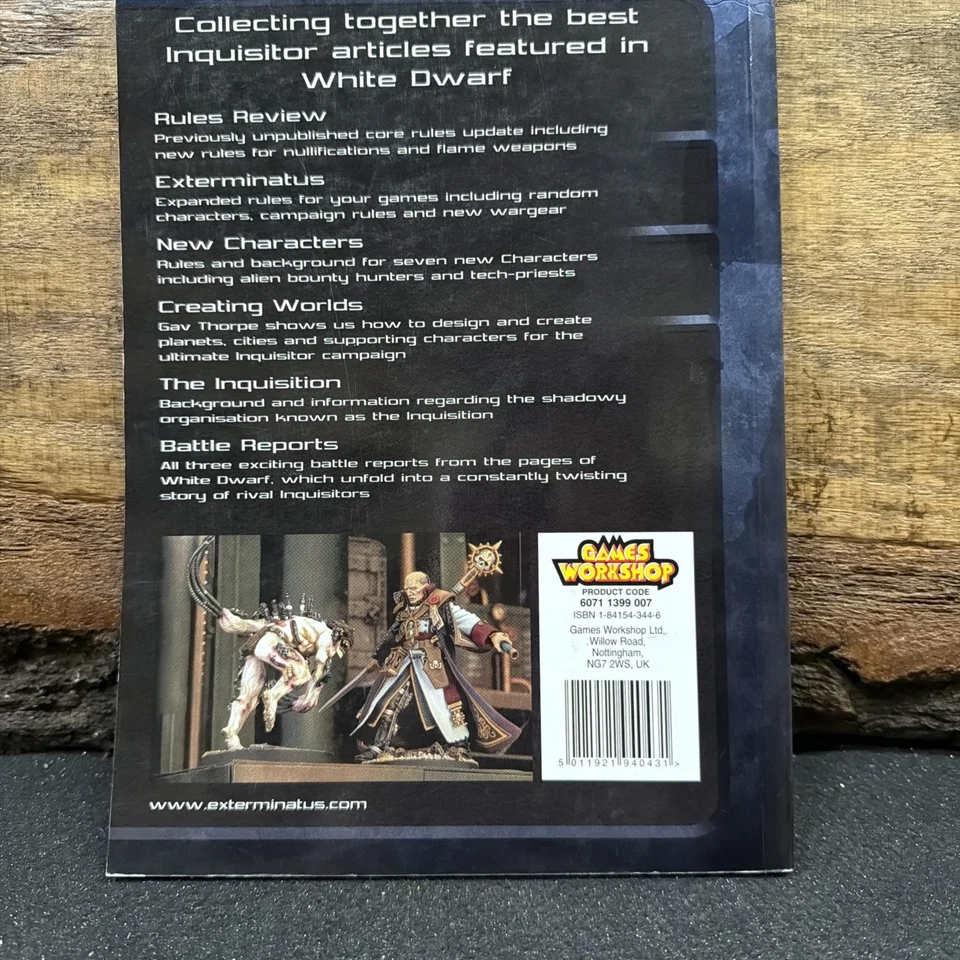 Collecting together the best
Inquisitor articles featured in
White Dwarf
Rules Review
Previously unpublished core rules update including
new rules for nullifications and flame weapons
Exterminatus
Expanded rules for your games including random
characters, campaign rules and new wargear
New Characters
Rules and background for seven new Characters
including alien bounty hunters and tech-priests
Creating Worlds
Gav Thorpe shows us how to design and create
planets, cities and supporting characters for the
ultimate Inquisitor campaign
The Inquisition
Background and information regarding the shadowy
organisation known as the Inquisition
Battle Reports
All three exciting battle reports from the pages of
White Dwarf, which unfold into a constantly twisting
story of rival Inquisitors
GAMES
WORKSHOP
PRODUCT CODE
6071 1399 007
ISBN 1-84154-344-6
Games Workshop Ltd,
Willow Road,
Nottingham,
NG7 2WS, UK
5 011921 940431 >
www.exterminatus.com